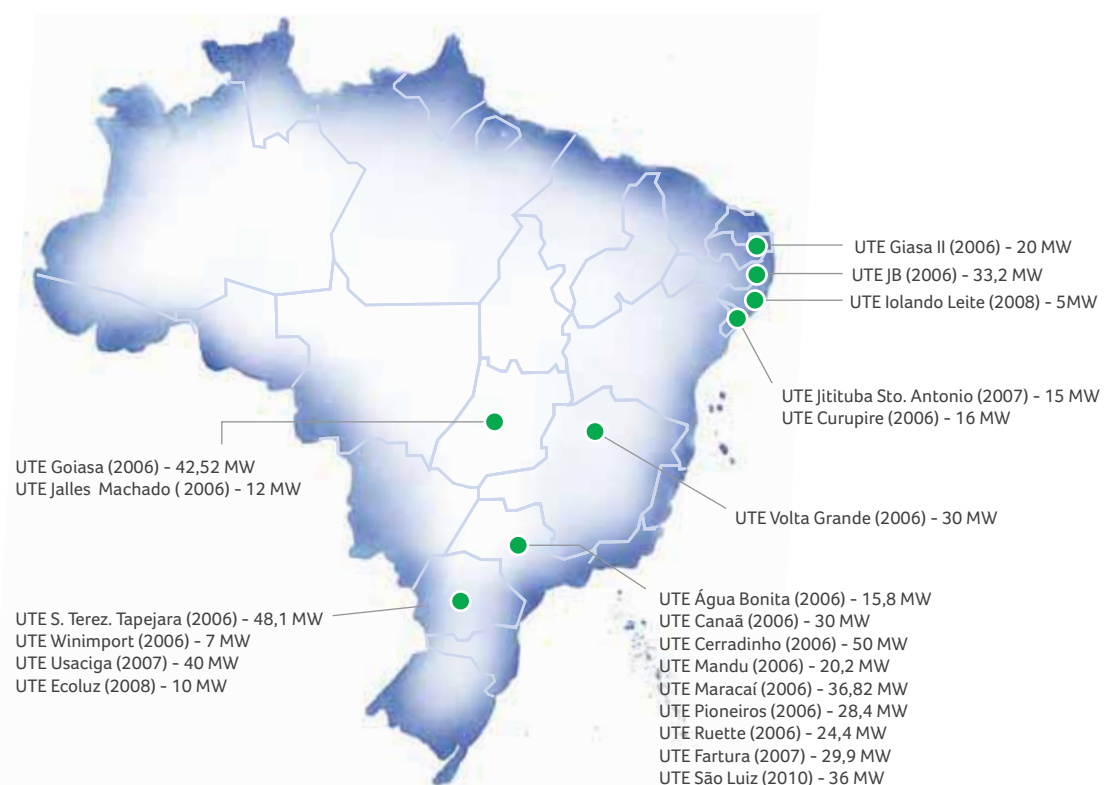 UTE Giasa II (2006) - 20 MW
UTE JB (2006) - 33,2 MW
UTE Iolando Leite (2008) - 5MW
UTE Jitituba Sto. Antonio (2007) - 15 MW
UTE Curupire (2006) - 16 MW
UTE Goiasa (2006) - 42,52 MW
UTE Jalles Machado ( 2006) - 12 MW
UTE Volta Grande (2006) - 30 MW
UTE S. Terez. Tapejara (2006) - 48,1 MW
UTE Winimport (2006) - 7 MW
UTE Usaciga (2007) - 40 MW
UTE Ecoluz (2008) - 10 MW
UTE Água Bonita (2006) - 15,8 MW
UTE Canaã (2006) - 30 MW
UTE Cerradinho (2006) - 50 MW
UTE Mandu (2006) - 20,2 MW
UTE Maracaí (2006) - 36,82 MW
UTE Pioneiros (2006) - 28,4 MW
UTE Ruette (2006) - 24,4 MW
UTE Fartura (2007) - 29,9 MW
UTE São Luiz (2010) - 36 MW